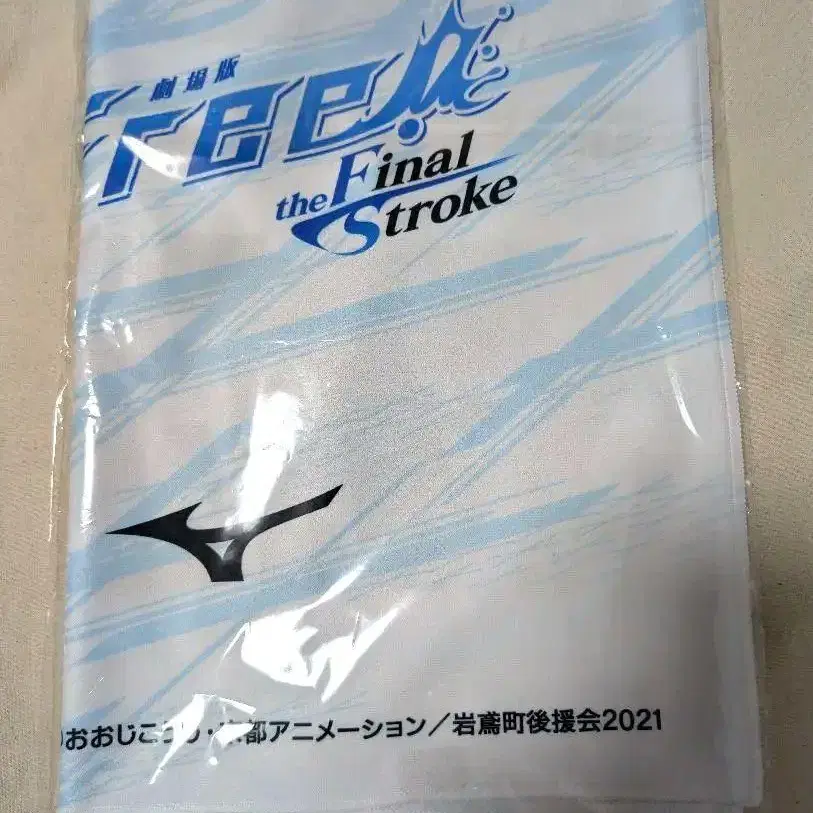 劇場版
Free!
the Final
Stroke
おおじこうじ・京都アニメーション／岩鳶町後援会2021